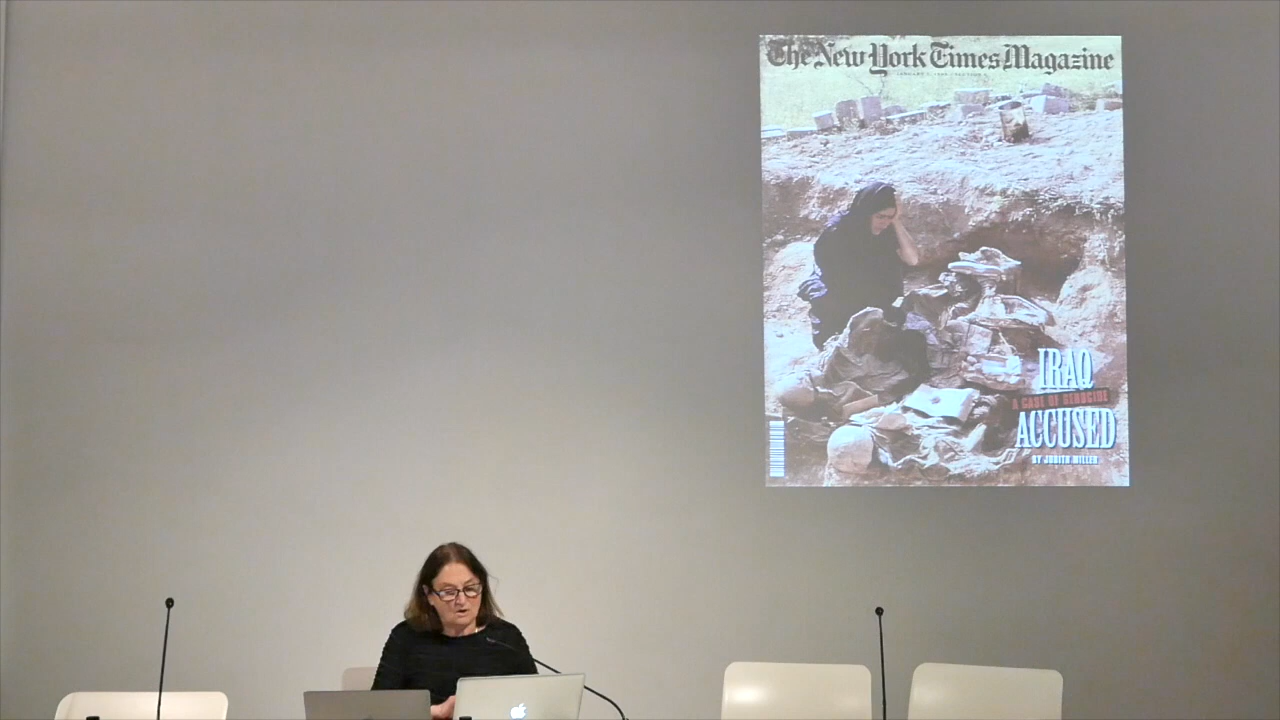 The New York Times Magazine
IRAQ
A CASE OF GENOCIDE
ACCUSED
BY JUDITH MILLER